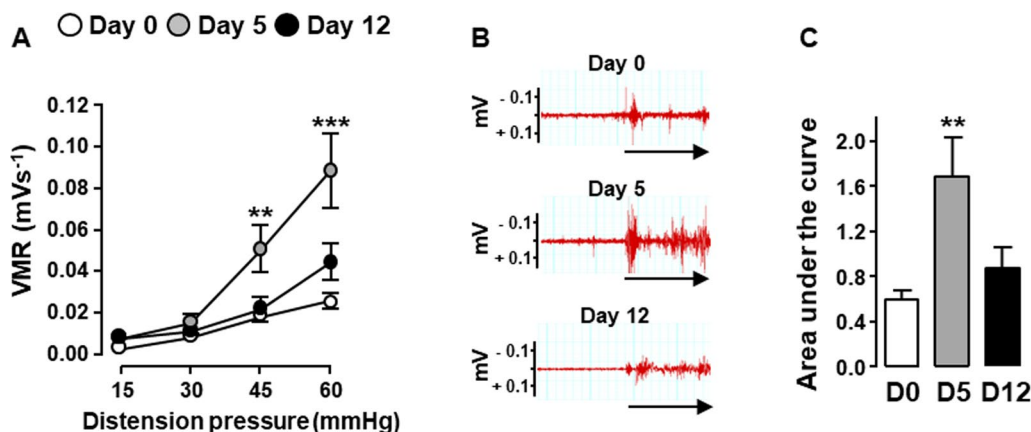 A
Day 0 Day 5 Day 12
VMR (mVs-1)
0.12
0.10
0.08
0.06
0.04
0.02
0.00
***
**
15 30 45 60
Distension pressure (mmHg)
B
Day 0
mV
- 0.1
+ 0.1
Day 5
mV
- 0.1
+ 0.1
Day 12
mV
- 0.1
+ 0.1
C
Area under the curve
2.0
1.6
1.2
0.8
0.4
0.0
**
D0 D5 D12